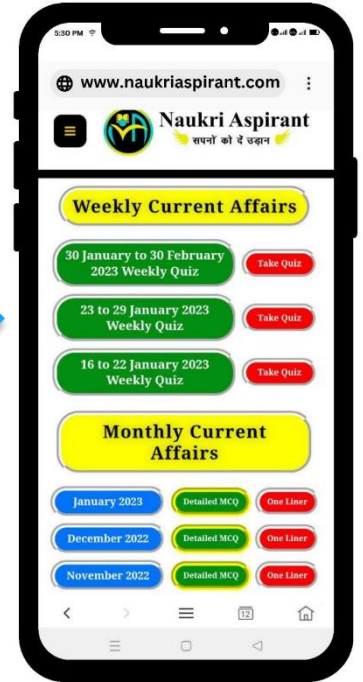 5:30 PM
www.naukriaspirant.com
Naukri Aspirant
सपनों को दें उड़ान
Weekly Current Affairs
30 January to 30 February
2023 Weekly Quiz
Take Quiz
23 to 29 January 2023
Weekly Quiz
Take Quiz
16 to 22 January 2023
Weekly Quiz
Take Quiz
Monthly Current
Affairs
January 2023 Detailed MCQ One Liner
December 2022 Detailed MCQ One Liner
November 2022 Detailed MCQ One Liner
12